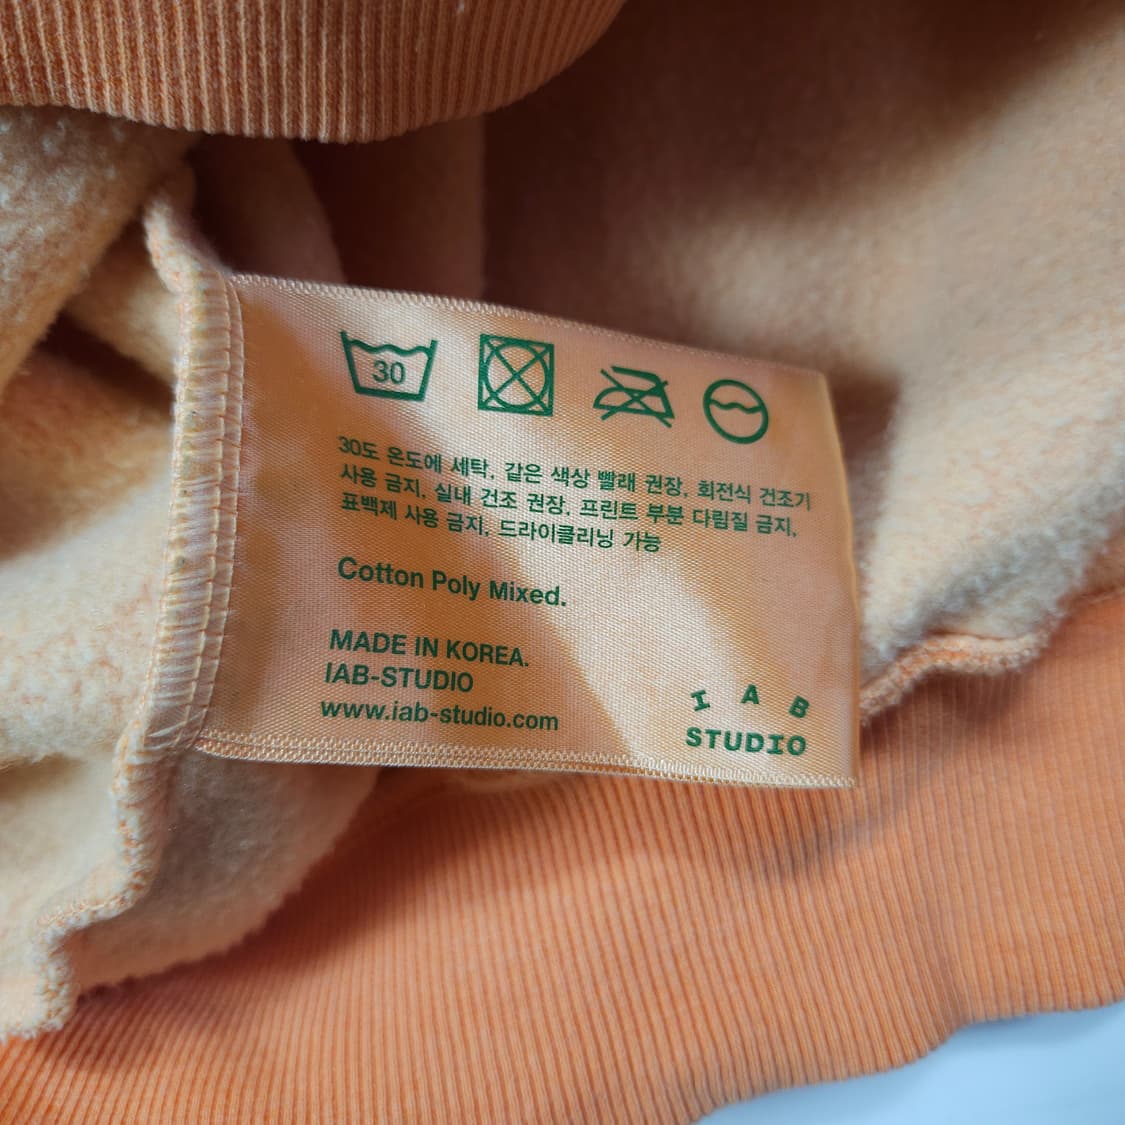 30
30도 온도에 세탁, 같은 색상 빨래 권장, 회전식 건조기
사용 금지, 실내 건조 권장, 프린트 부분 다림질 금지,
표백제 사용 금지, 드라이클리닝 가능
Cotton Poly Mixed.
MADE IN KOREA.
IAB-STUDIO
www.iab-studio.com
I A B
STUDIO